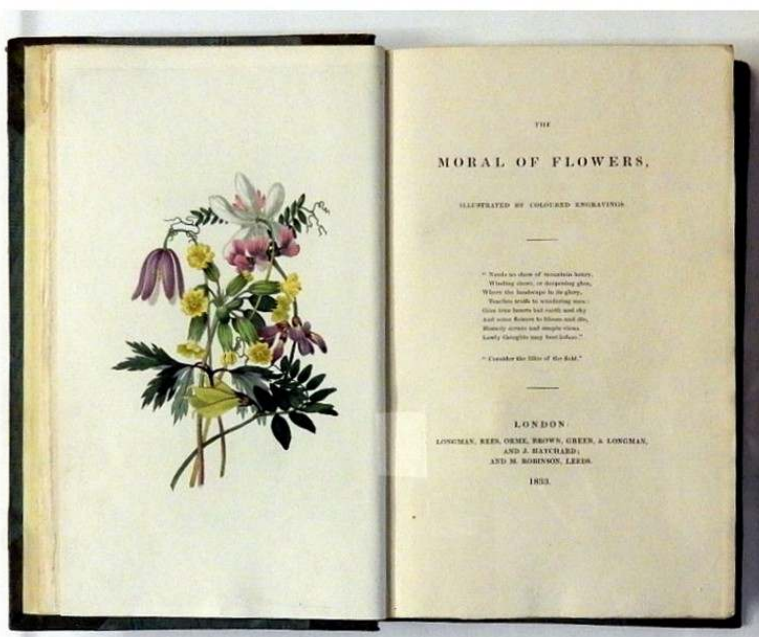 THE
MORAL OF FLOWERS,
ILLUSTRATED BY COLOURED ENGRAVINGS.
"Needs no show of mountain hoary,
Winding shore, or deepening glen,
Where the landscape in its glory,
Teaches truth to wandering men:
Give true hearts but earth and sky
And some flowers to bloom and die,
Homely scenes and simple views
Lowly thoughts may best infuse."
"Consider the lilies of the field."
LONDON:
LONGMAN, REES, ORME, BROWN, GREEN, & LONGMAN,
AND J. HATCHARD;
AND M. ROBINSON, LEEDS.
1833.